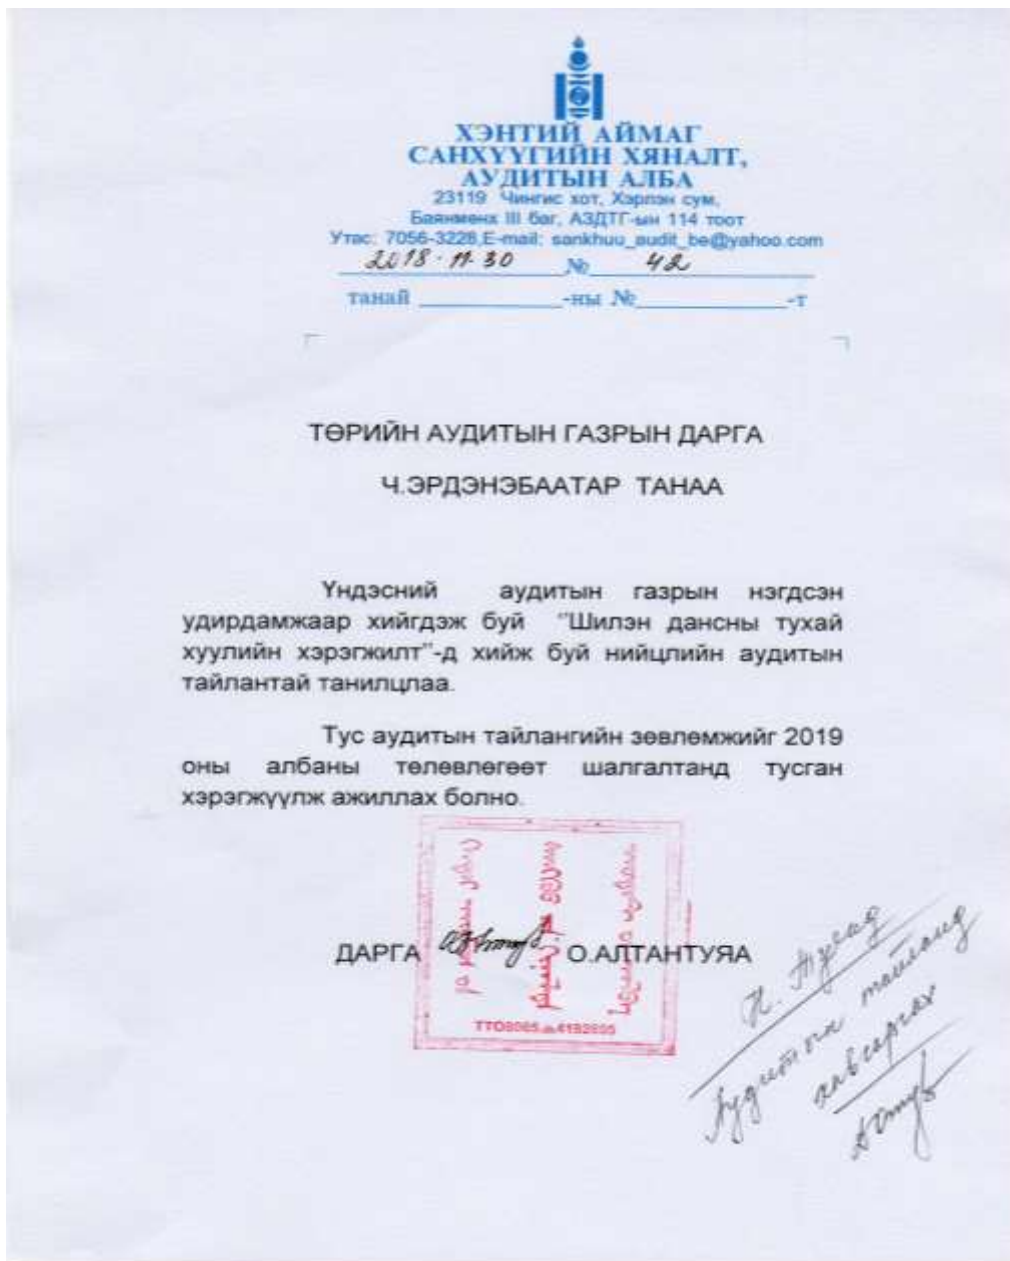 ХЭНТИЙ АЙМАГ
САНХҮҮГИЙН ХЯНАЛТ,
АУДИТЫН АЛБА
23119 Чингис хот, Хэрлэн сум,
Баянмөнх III баг, АЗДТГ-ын 114 тоот
Утас: 7056-3228,E-mail: sankhuu_audit_be@yahoo.com
2018-11-30 № 42
танай ____________-ны №____________-т
ТӨРИЙН АУДИТЫН ГАЗРЫН ДАРГА
Ч.ЭРДЭНЭБААТАР ТАНАА
Үндэсний аудитын газрын нэгдсэн
удирдамжаар хийгдэж буй “Шилэн дансны тухай
хуулийн хэрэгжилт”-д хийж буй нийцлийн аудитын
тайлантай танилцлаа.
Тус аудитын тайлангийн зөвлөмжийг 2019
оны албаны төлөвлөгөөт шалгалтанд тусган
хэрэгжүүлж ажиллах болно.
ДАРГА О.АЛТАНТУЯА
Аудитын тайланд
хавсаргах